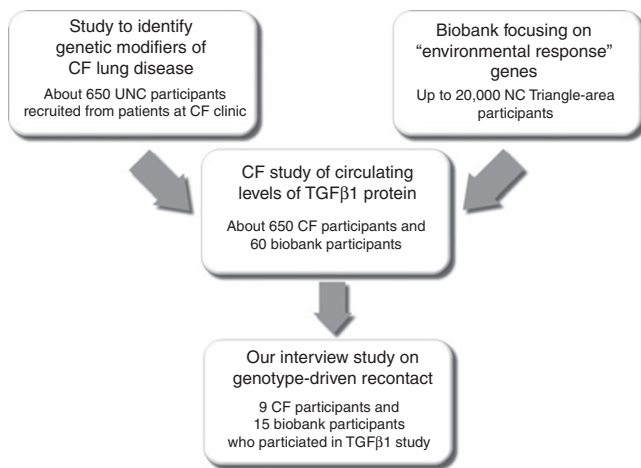 Study to identify
genetic modifiers of
CF lung disease
About 650 UNC participants
recruited from patients at CF clinic
Biobank focusing on
“environmental response”
genes
Up to 20,000 NC Triangle-area
participants
CF study of circulating
levels of TGFβ1 protein
About 650 CF participants and
60 biobank participants
Our interview study on
genotype-driven recontact
9 CF participants and
15 biobank participants
who particiated in TGFβ1 study